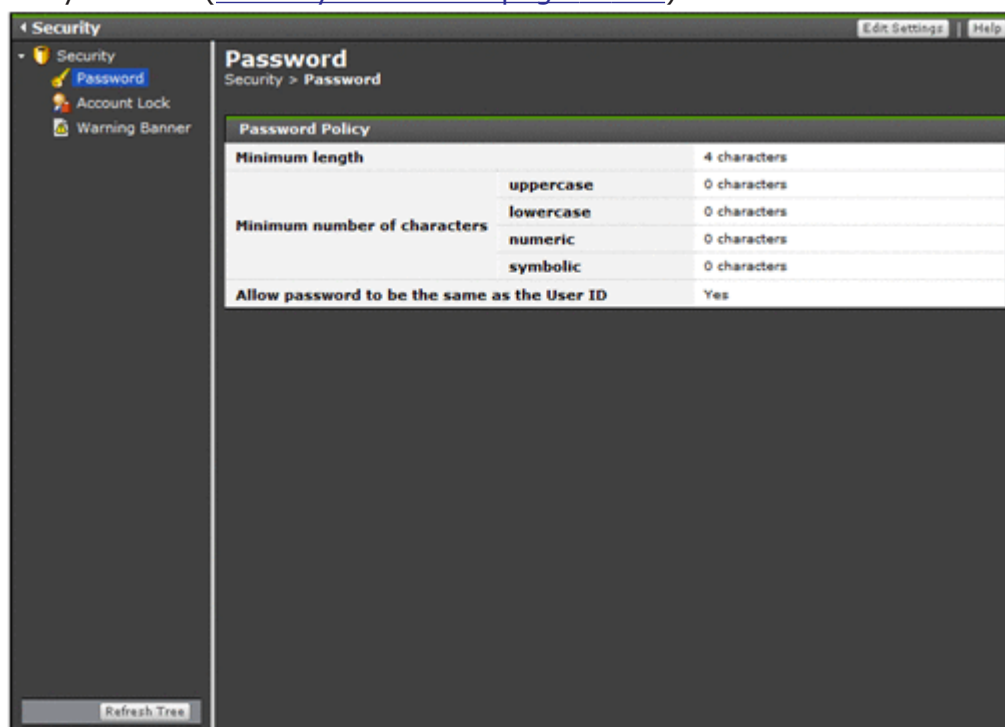 Security
Edit Settings | Help
Security
Password
Account Lock
Warning Banner
Password
Security > Password
Password Policy
Minimum length 4 characters
Minimum number of characters
uppercase 0 characters
lowercase 0 characters
numeric 0 characters
symbolic 0 characters
Allow password to be the same as the User ID Yes
Refresh Tree